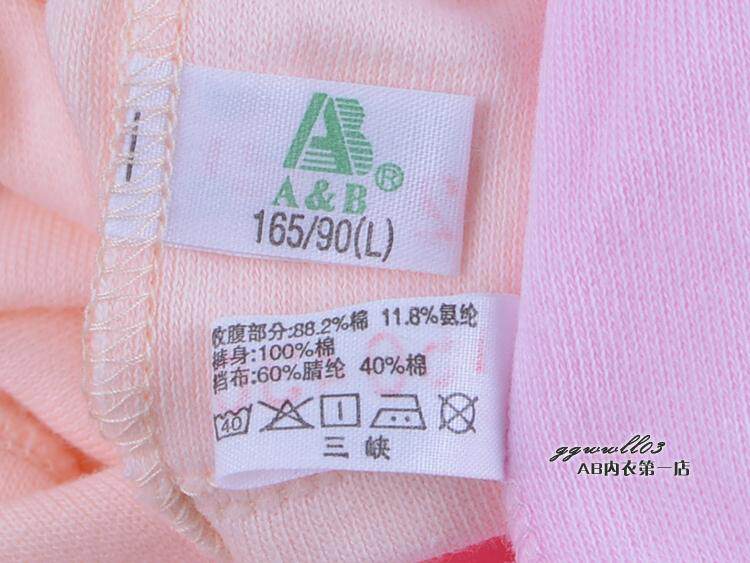 AB
A&B®
165/90(L)
收腹部分:88.2%棉 11.8%氨纶
裤身:100%棉
裆布:60%腈纶 40%棉
40
三峡
ggwwll03
AB内衣第一店